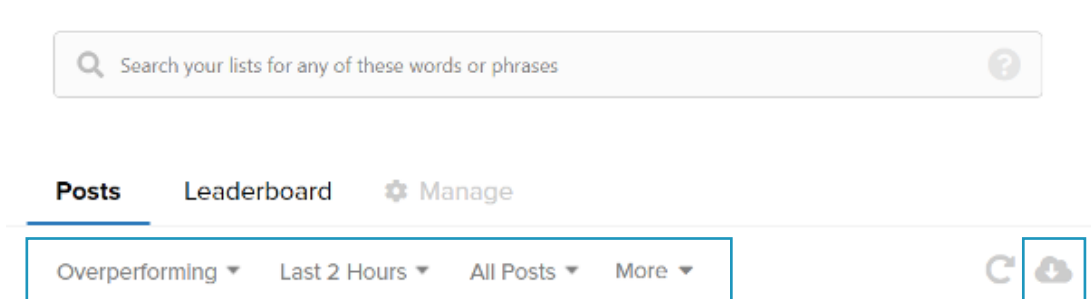 Search your lists for any of these words or phrases ?
Posts Leaderboard Manage
Overperforming Last 2 Hours All Posts More